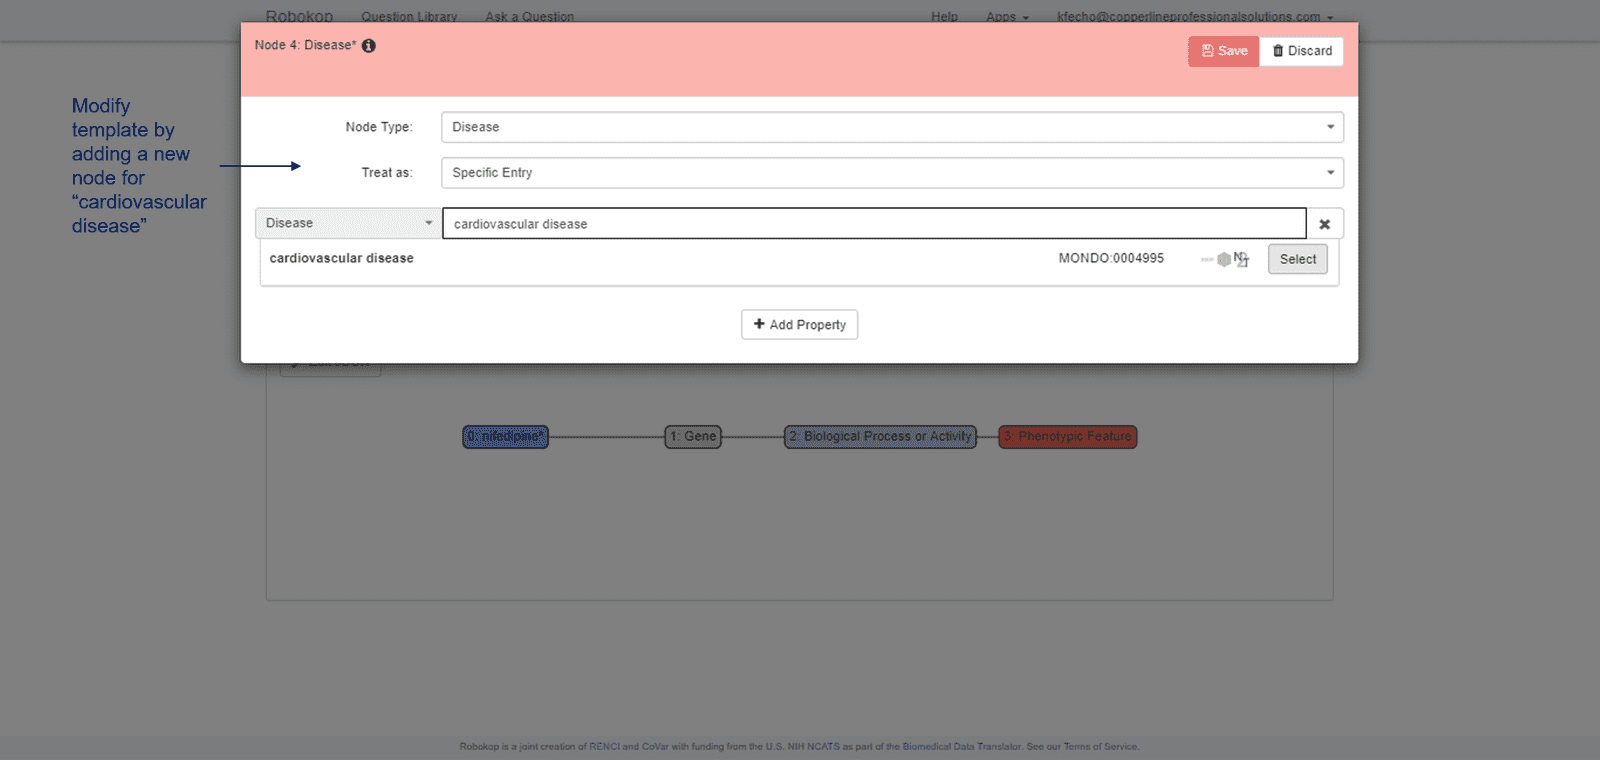 Robokop Question Library Ask a Question Help Apps kfecho@copperlineprofessionalsolutions.com
Node 4: Disease*
Save Discard
Modify
template by
adding a new
node for
“cardiovascular
disease”
Node Type: Disease
Treat as: Specific Entry
Disease cardiovascular disease
cardiovascular disease MONDO:0004995 Select
Add Property
0: nifedipine* 1: Gene 2: Biological Process or Activity 3: Phenotypic Feature
Robokop is a joint creation of RENCI and CoVar with funding from the U.S. NIH NCATS as part of the Biomedical Data Translator. See our Terms of Service.